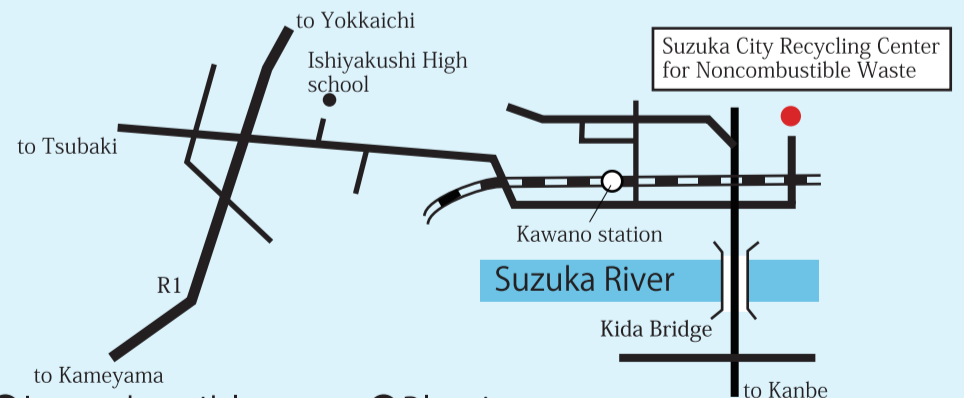 to Yokkaichi
Ishiyakushi High
school
Suzuka City Recycling Center
for Noncombustible Waste
to Tsubaki
Kawano station
R1
Suzuka River
Kida Bridge
to Kameyama
to Kanbe